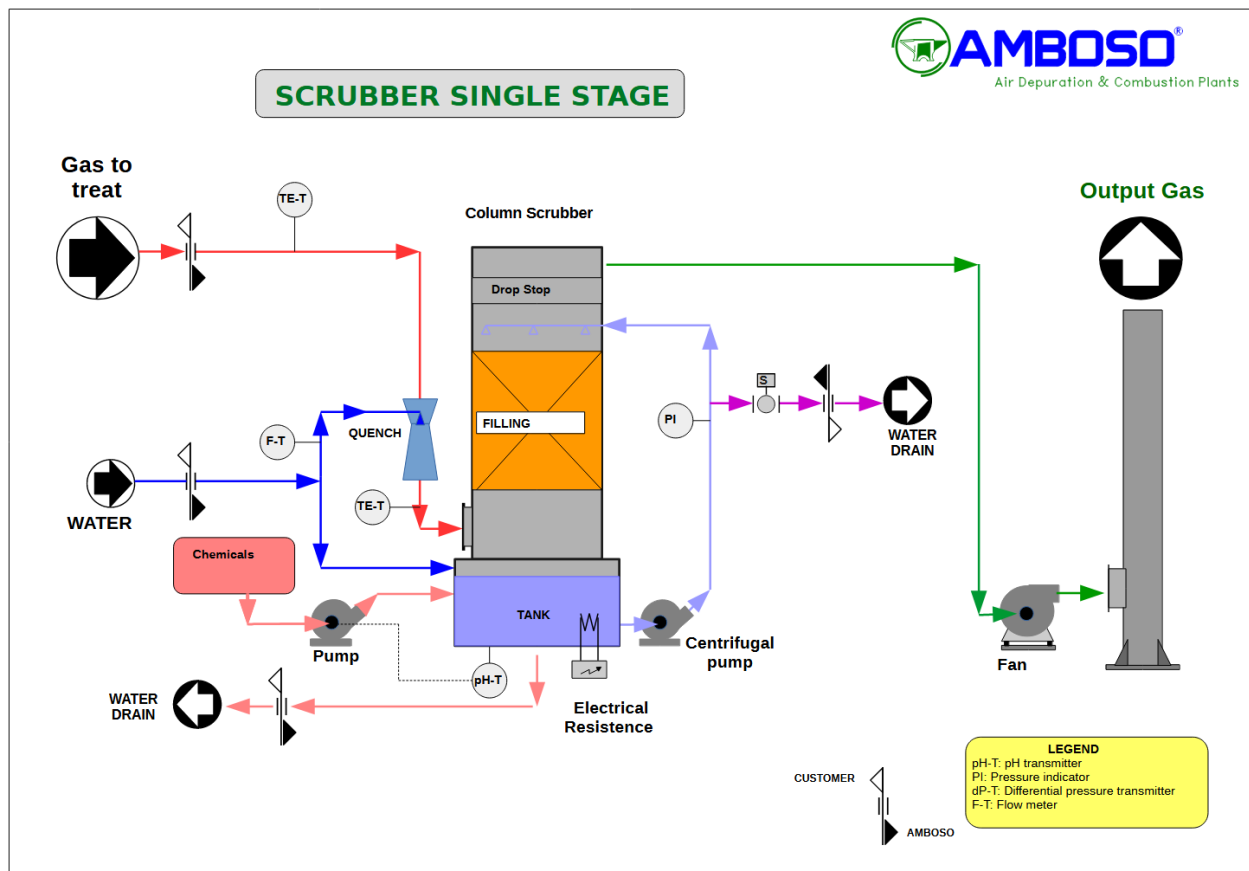 AMBOSO®
Air Depuration & Combustion Plants
SCRUBBER SINGLE STAGE
Gas to
treat
TE-T
Column Scrubber
Output Gas
Drop Stop
S
PI
F-T
QUENCH
FILLING
WATER
DRAIN
TE-T
WATER
Chemicals
TANK
Pump
pH-T
Centrifugal
pump
Fan
WATER
DRAIN
Electrical
Resistence
LEGEND
pH-T: pH transmitter
PI: Pressure indicator
dP-T: Differential pressure transmitter
F-T: Flow meter
CUSTOMER
AMBOSO